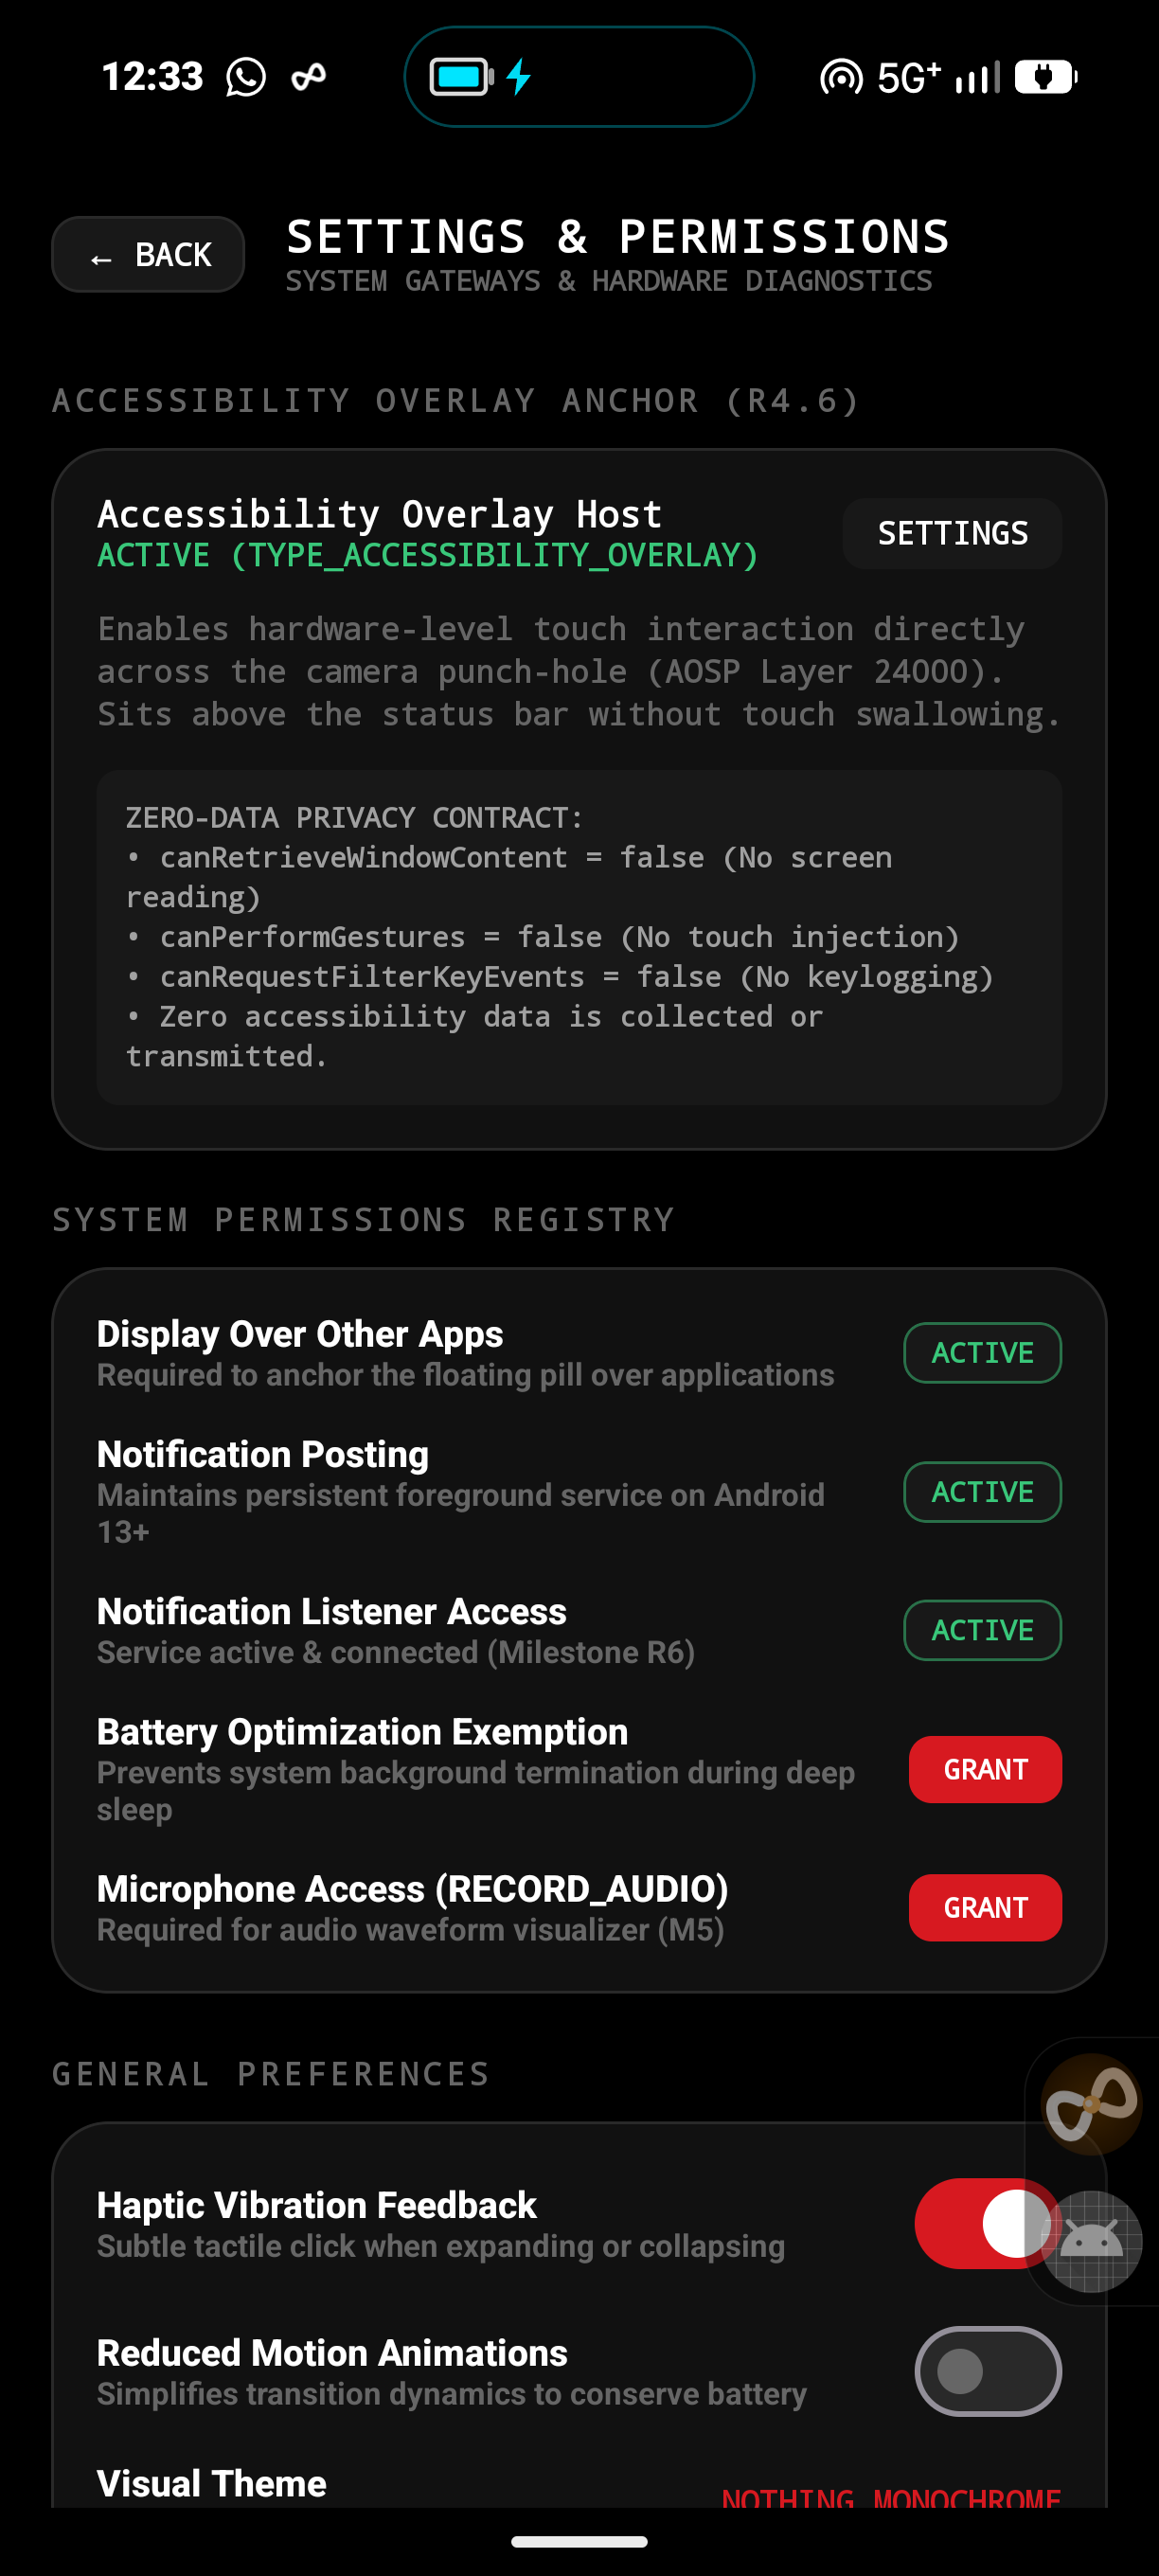 12:33
5G+
← BACK
SETTINGS & PERMISSIONS
SYSTEM GATEWAYS & HARDWARE DIAGNOSTICS
ACCESSIBILITY OVERLAY ANCHOR (R4.6)
Accessibility Overlay Host
ACTIVE (TYPE_ACCESSIBILITY_OVERLAY)
SETTINGS
Enables hardware-level touch interaction directly
across the camera punch-hole (AOSP Layer 24000).
Sits above the status bar without touch swallowing.
ZERO-DATA PRIVACY CONTRACT:
• canRetrieveWindowContent = false (No screen
reading)
• canPerformGestures = false (No touch injection)
• canRequestFilterKeyEvents = false (No keylogging)
• Zero accessibility data is collected or
transmitted.
SYSTEM PERMISSIONS REGISTRY
Display Over Other Apps
Required to anchor the floating pill over applications
ACTIVE
Notification Posting
Maintains persistent foreground service on Android
13+
ACTIVE
Notification Listener Access
Service active & connected (Milestone R6)
ACTIVE
Battery Optimization Exemption
Prevents system background termination during deep
sleep
GRANT
Microphone Access (RECORD_AUDIO)
Required for audio waveform visualizer (M5)
GRANT
GENERAL PREFERENCES
Haptic Vibration Feedback
Subtle tactile click when expanding or collapsing
Reduced Motion Animations
Simplifies transition dynamics to conserve battery
Visual Theme
NOTHING MONOCHROME